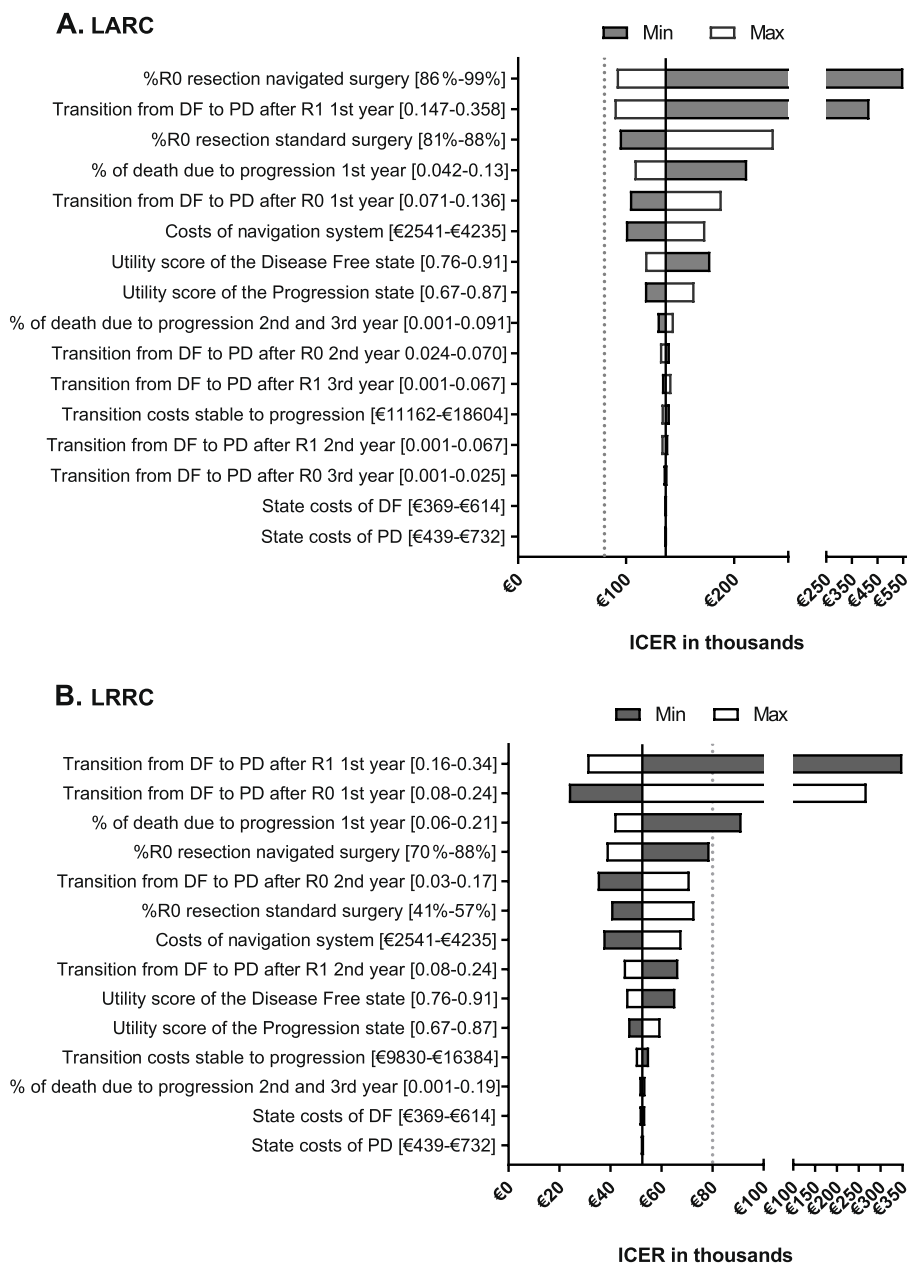 A. LARC
Min Max
%R0 resection navigated surgery [86%-99%]
Transition from DF to PD after R1 1st year [0.147-0.358]
%R0 resection standard surgery [81%-88%]
% of death due to progression 1st year [0.042-0.13]
Transition from DF to PD after R0 1st year [0.071-0.136]
Costs of navigation system [€2541-€4235]
Utility score of the Disease Free state [0.76-0.91]
Utility score of the Progression state [0.67-0.87]
% of death due to progression 2nd and 3rd year [0.001-0.091]
Transition from DF to PD after R0 2nd year 0.024-0.070]
Transition from DF to PD after R1 3rd year [0.001-0.067]
Transition costs stable to progression [€11162-€18604]
Transition from DF to PD after R1 2nd year [0.001-0.067]
Transition from DF to PD after R0 3rd year [0.001-0.025]
State costs of DF [€369-€614]
State costs of PD [€439-€732]
€0 €100 €200 €250 €350 €450 €550
ICER in thousands
B. LRRC
Min Max
Transition from DF to PD after R1 1st year [0.16-0.34]
Transition from DF to PD after R0 1st year [0.08-0.24]
% of death due to progression 1st year [0.06-0.21]
%R0 resection navigated surgery [70%-88%]
Transition from DF to PD after R0 2nd year [0.03-0.17]
%R0 resection standard surgery [41%-57%]
Costs of navigation system [€2541-€4235]
Transition from DF to PD after R1 2nd year [0.08-0.24]
Utility score of the Disease Free state [0.76-0.91]
Utility score of the Progression state [0.67-0.87]
Transition costs stable to progression [€9830-€16384]
% of death due to progression 2nd and 3rd year [0.001-0.19]
State costs of DF [€369-€614]
State costs of PD [€439-€732]
€0 €20 €40 €60 €80 €100 €100 €150 €200 €250 €300 €350
ICER in thousands